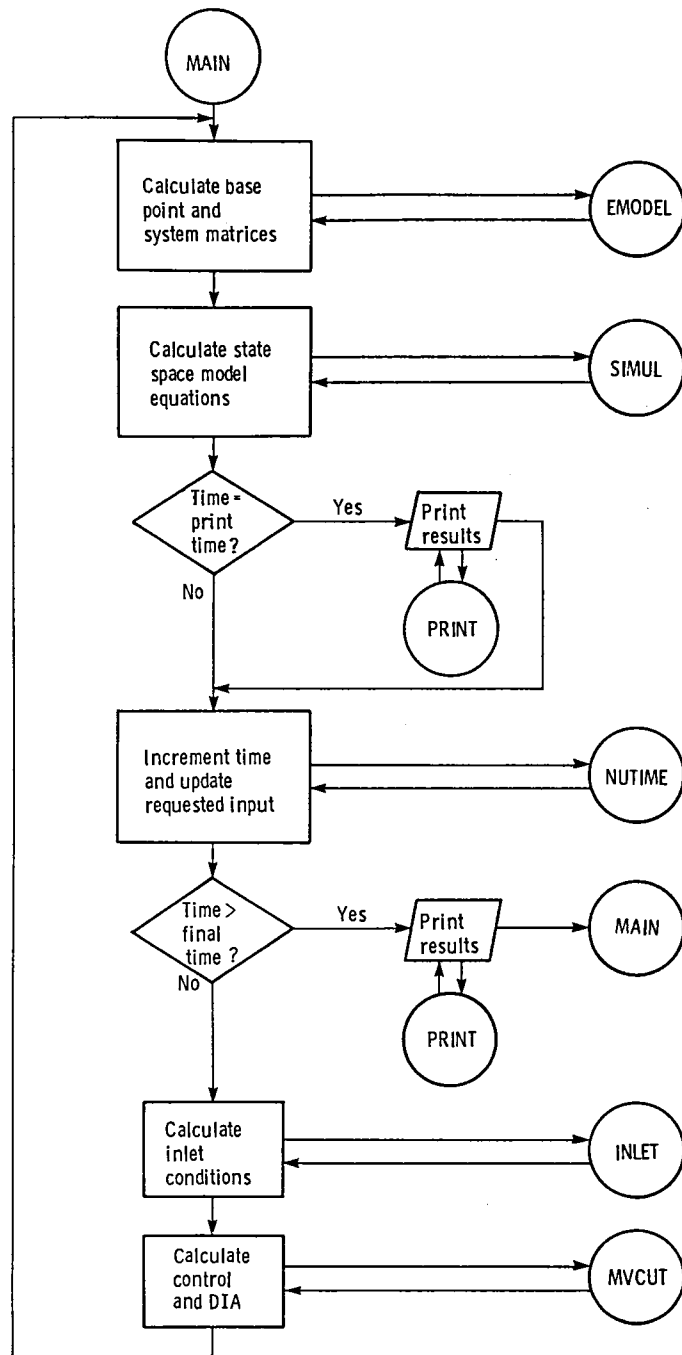 MAIN
Calculate base
point and
system matrices
EMODEL
Calculate state
space model
equations
SIMUL
Time =
print
time?
Yes
Print
results
No
PRINT
Increment time
and update
requested input
NUTIME
Time >
final
time ?
Yes
Print
results
MAIN
No
PRINT
Calculate
inlet
conditions
INLET
Calculate
control
and DIA
MVCUT